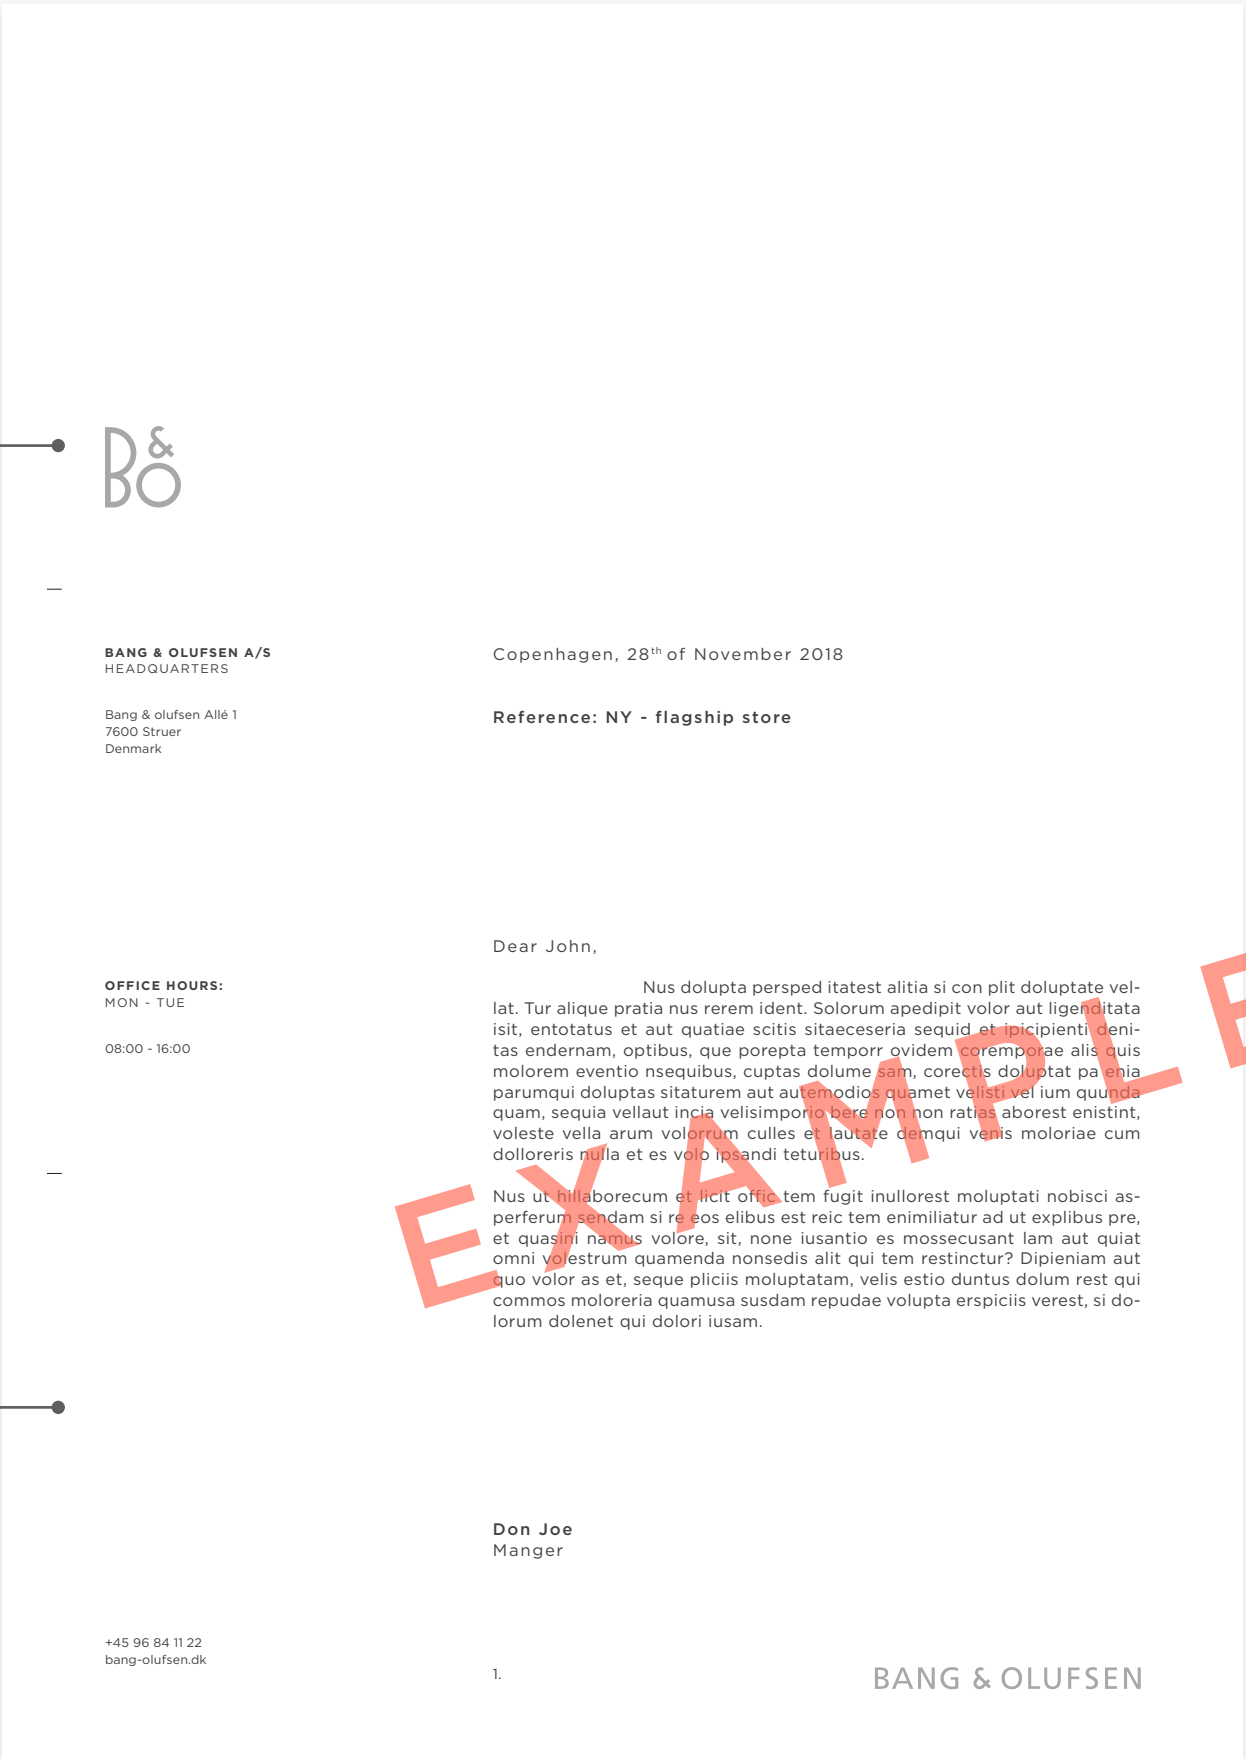 B&O
BANG & OLUFSEN A/S
HEADQUARTERS
Bang & olufsen Allé 1
7600 Struer
Denmark
Copenhagen, 28th of November 2018
Reference: NY - flagship store
OFFICE HOURS:
MON - TUE
08:00 - 16:00
Dear John,
Nus dolupta persped itatest alitia si con plit doluptate vel-
lat. Tur alique pratia nus rerem ident. Solorum apedipit volor aut ligenditata
isit, entotatus et aut quatiae scitis sitaeceseria sequid et ipicipienti deni-
tas endernam, optibus, que porepta temporr ovidem coremporae alis quis
molorem eventio nsequibus, cuptas dolume sam, corectis doluptat pa enia
parumqui doluptas sitaturem aut autemodios quamet velisti vel ium quunda
quam, sequia vellaut incia velisimporio bere non non ratias aborest enistint,
voleste vella arum volorrum culles et lautate demqui venis moloriae cum
dolloreris nulla et es volo ipsandi teturibus.
Nus ut hillaborecum et licit offic tem fugit inullorest moluptati nobisci as-
perferum sendam si re eos elibus est reic tem enimiliatur ad ut explibus pre,
et quasini namus volore, sit, none iusantio es mossecusant lam aut quiat
omni volestrum quamenda nonsedis alit qui tem restinctur? Dipieniam aut
quo volor as et, seque pliciis moluptatam, velis estio duntus dolum rest qui
commos moloreria quamusa susdam repudae volupta erspiciis verest, si do-
lorum dolenet qui dolori iusam.
EXAMPLE
Don Joe
Manger
+45 96 84 11 22
bang-olufsen.dk
1.
BANG & OLUFSEN